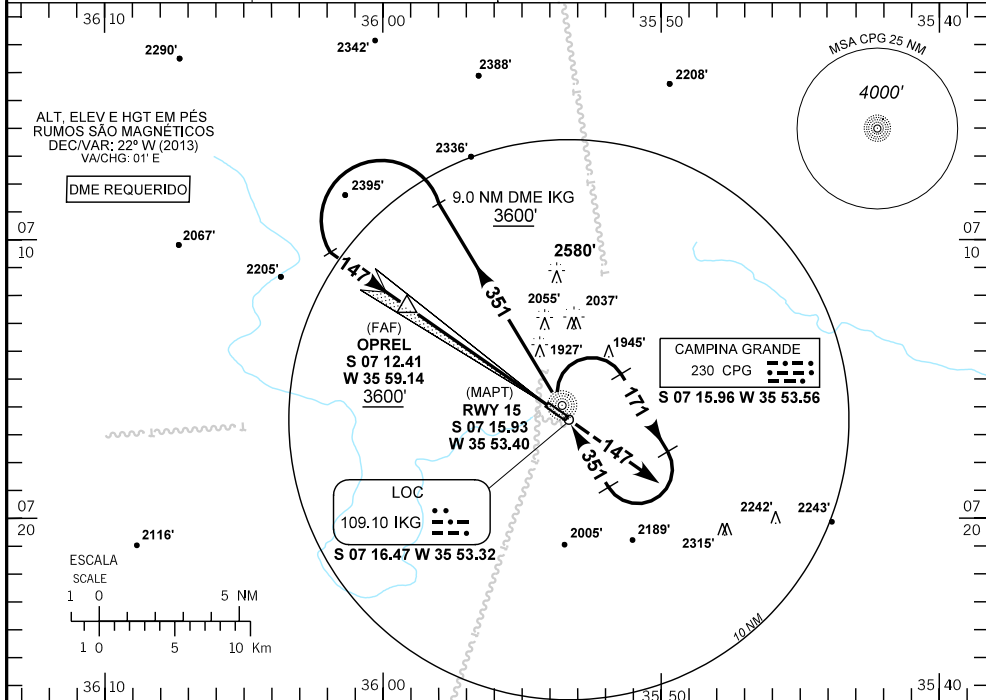 36 10
36 00
35 50
35 40
2290'
2342'
2388'
2208'
MSA CPG 25 NM
4000'
ALT, ELEV E HGT EM PÉS
RUMOS SÃO MAGNÉTICOS
DEC/VAR: 22º W (2013)
VA/CHG: 01' E
DME REQUERIDO
2336'
2395'
9.0 NM DME IKG
3600'
07
10
2067'
2205'
2580'
07
10
147
351
2055'
2037'
1927'
1945'
(FAF)
OPREL
S 07 12.41
W 35 59.14
3600'
CAMPINA GRANDE
230 CPG
S 07 15.96 W 35 53.56
(MAPT)
RWY 15
S 07 15.93
W 35 53.40
171
147
351
LOC
109.10 IKG
S 07 16.47 W 35 53.32
07
20
2116'
2005'
2189'
2315'
2242'
2243'
07
20
ESCALA
SCALE
1 0 5 NM
1 0 5 10 Km
10 NM
36 10
36 00
35 50
35 40